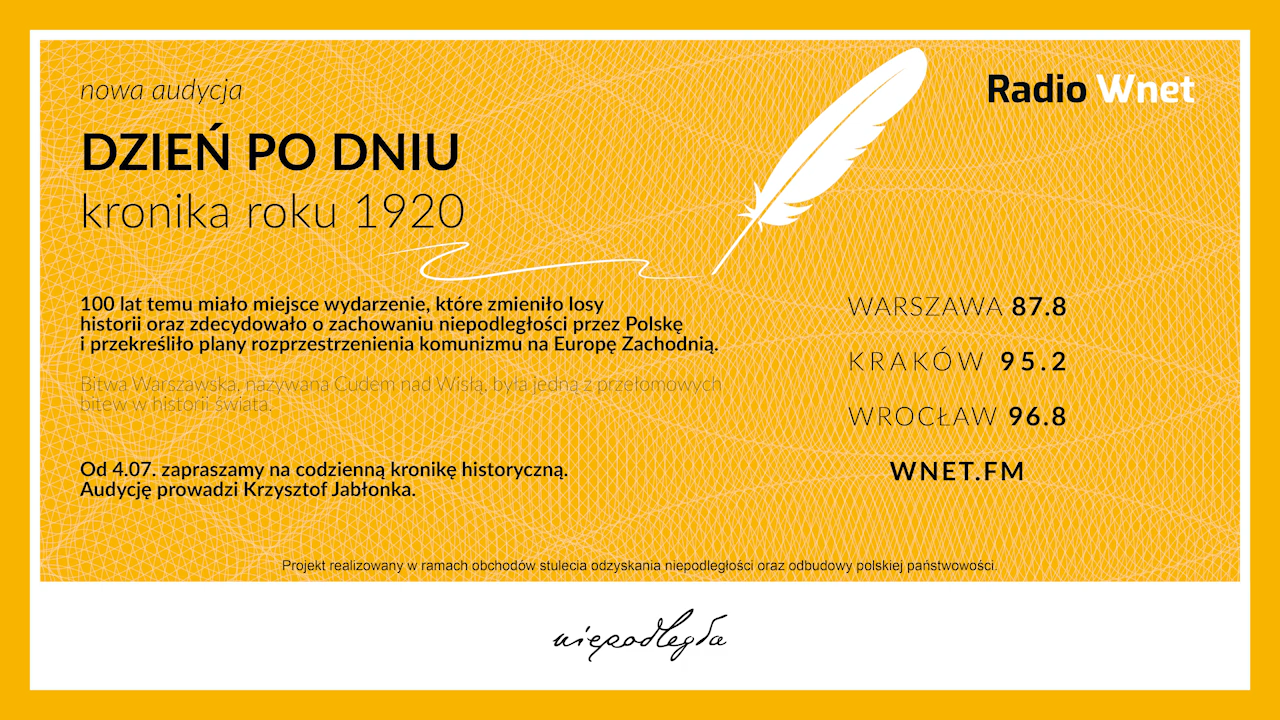 nowa audycja
Radio Wnet
DZIEŃ PO DNIU
kronika roku 1920
100 lat temu miało miejsce wydarzenie, które zmieniło losy
historii oraz zdecydowało o zachowaniu niepodległości przez Polskę
i przekreśliło plany rozprzestrzenienia komunizmu na Europę Zachodnią.
Bitwa Warszawska, nazywana Cudem nad Wisłą, była jedną z przełomowych
bitew w historii świata.
Od 4.07. zapraszamy na codzienną kronikę historyczną.
Audycję prowadzi Krzysztof Jabłonka.
WARSZAWA 87.8
KRAKÓW 95.2
WROCŁAW 96.8
WNET.FM
Projekt realizowany w ramach obchodów stulecia odzyskania niepodległości oraz odbudowy polskiej państwowości.
niepodległa